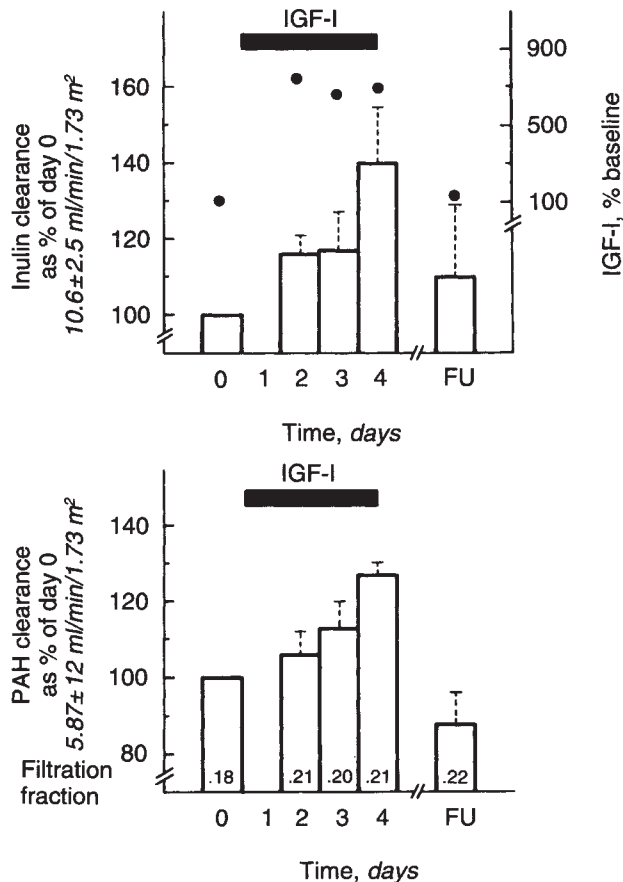 IGF-I
160
140
120
100
900
500
100
Inulin clearance
as % of day 0
10.6±2.5 ml/min/1.73 m²
IGF-I, % baseline
0 1 2 3 4 FU
Time, days
IGF-I
140
120
100
80
PAH clearance
as % of day 0
5.87±12 ml/min/1.73 m²
Filtration
fraction
.18 .21 .20 .21 .22
0 1 2 3 4 FU
Time, days